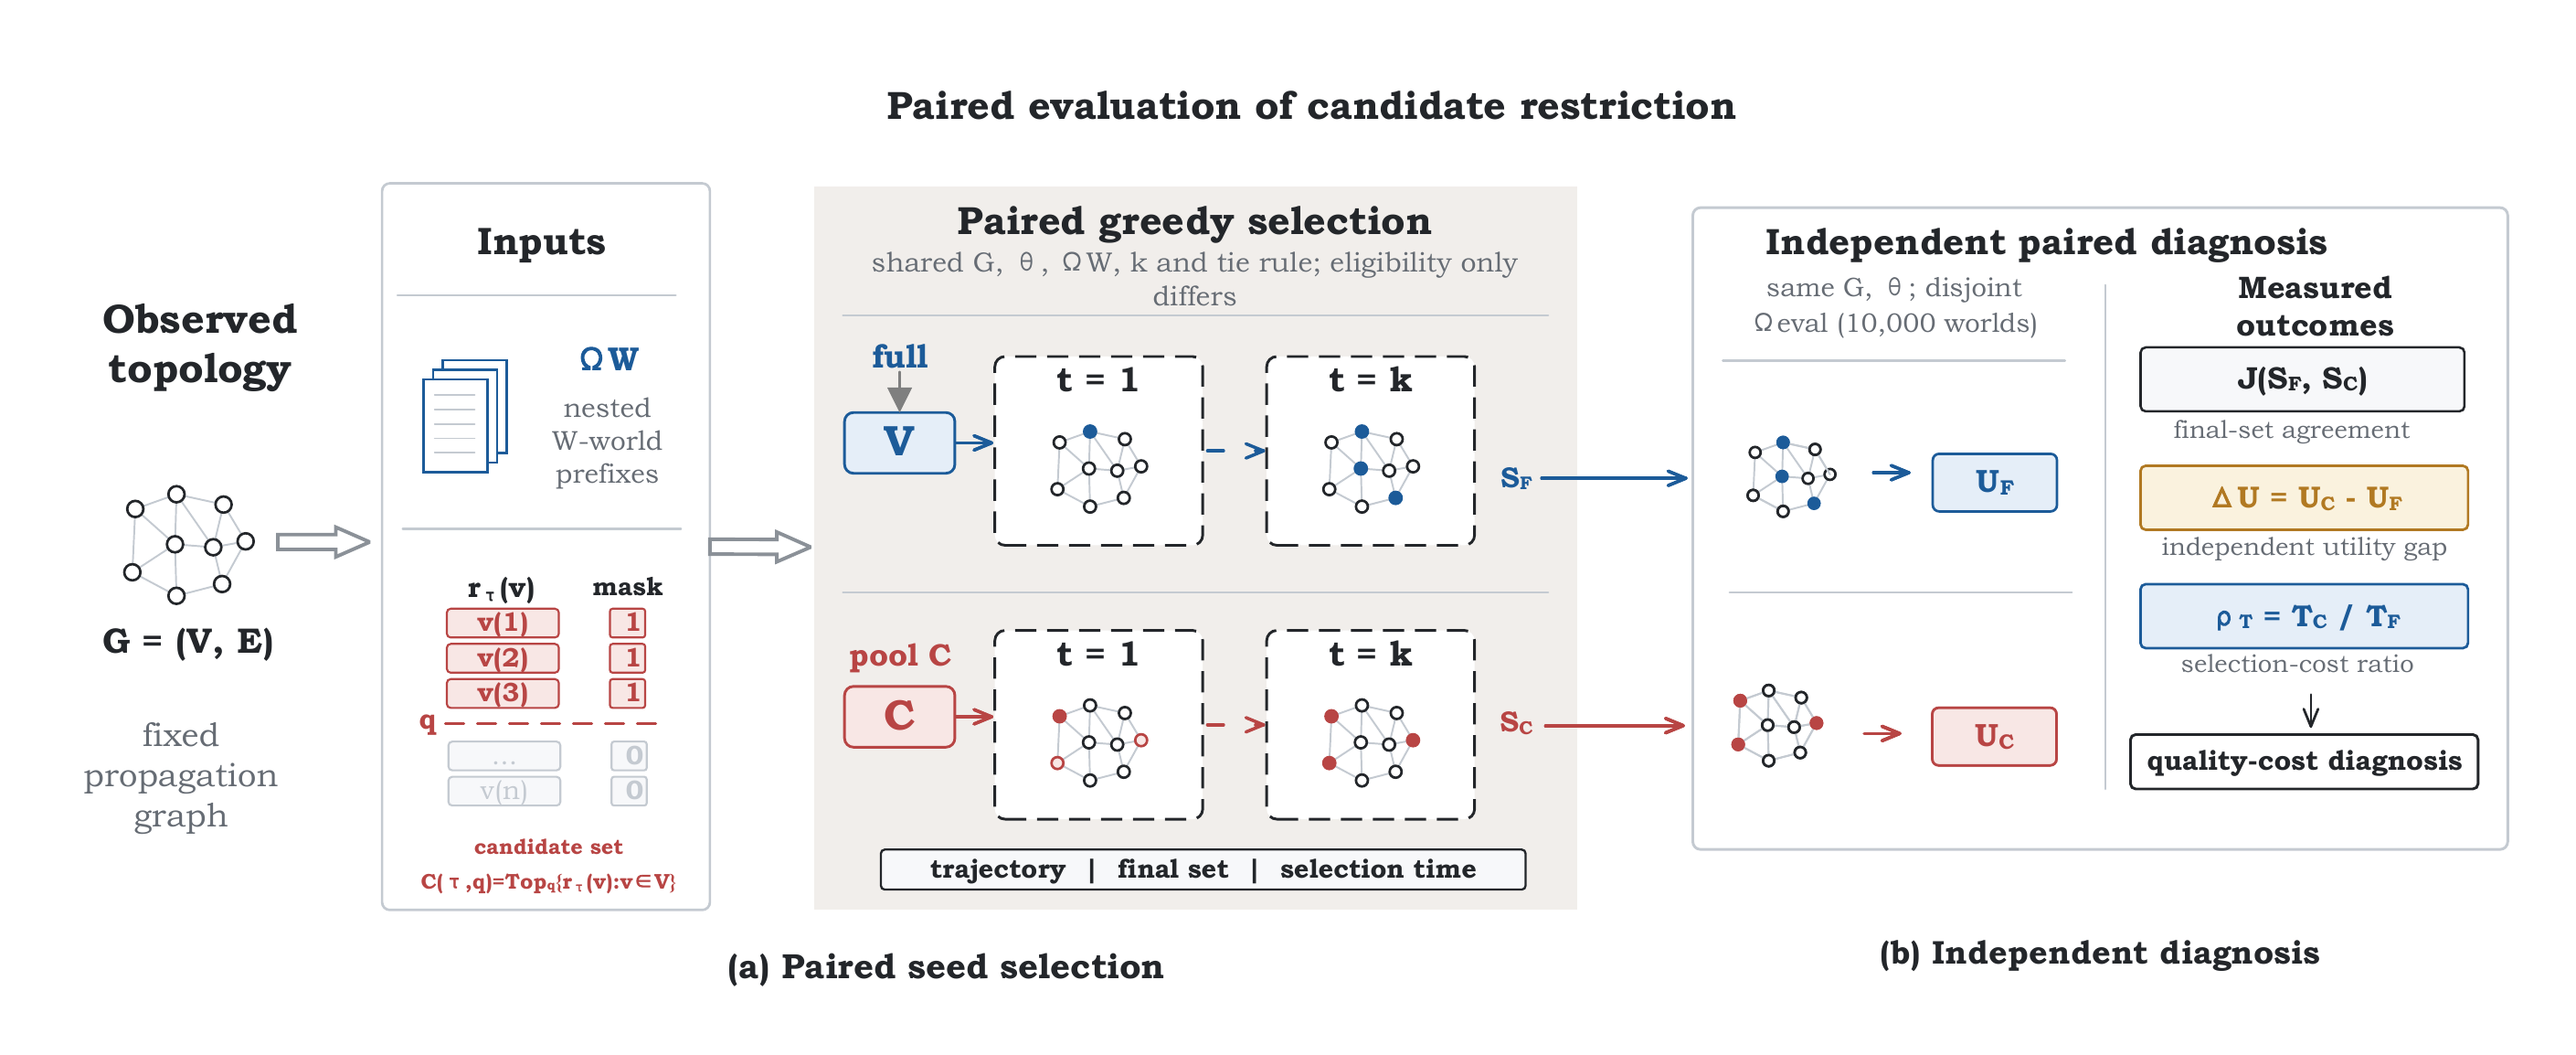 Paired evaluation of candidate restriction
Observed
topology
G = (V, E)
fixed
propagation
graph
Inputs
ΩW
nested
W-world
prefixes
r τ (v) mask
v(1) 1
v(2) 1
v(3) 1
q
... 0
v(n) 0
candidate set
C( τ ,q)=Topq{r τ (v):v∈V}
Paired greedy selection
shared G, θ, ΩW, k and tie rule; eligibility only
differs
full
V
t = 1
t = k
SF
pool C
C
t = 1
t = k
SC
trajectory | final set | selection time
(a) Paired seed selection
Independent paired diagnosis
same G, θ; disjoint
Ωeval (10,000 worlds)
UF
UC
Measured
outcomes
J(SF, SC)
final-set agreement
Δ U = UC - UF
independent utility gap
ρ T = TC / TF
selection-cost ratio
quality-cost diagnosis
(b) Independent diagnosis